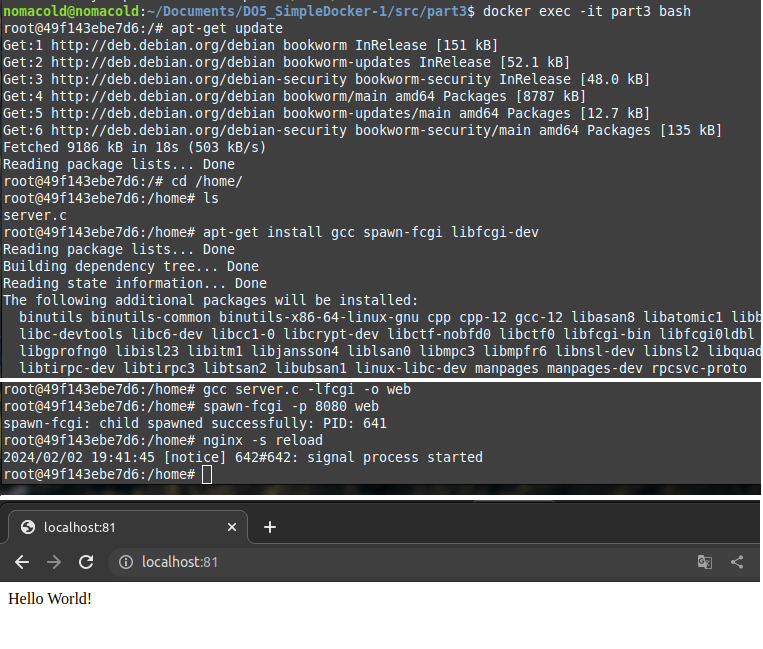 nomacold@nomacold:~/Documents/DO5_SimpleDocker-1/src/part3$ docker exec -it part3 bash
root@49f143ebe7d6:/# apt-get update
Get:1 http://deb.debian.org/debian bookworm InRelease [151 kB]
Get:2 http://deb.debian.org/debian bookworm-updates InRelease [52.1 kB]
Get:3 http://deb.debian.org/debian-security bookworm-security InRelease [48.0 kB]
Get:4 http://deb.debian.org/debian bookworm/main amd64 Packages [8787 kB]
Get:5 http://deb.debian.org/debian bookworm-updates/main amd64 Packages [12.7 kB]
Get:6 http://deb.debian.org/debian-security bookworm-security/main amd64 Packages [135 kB]
Fetched 9186 kB in 18s (503 kB/s)
Reading package lists... Done
root@49f143ebe7d6:/# cd /home/
root@49f143ebe7d6:/home# ls
server.c
root@49f143ebe7d6:/home# apt-get install gcc spawn-fcgi libfcgi-dev
Reading package lists... Done
Building dependency tree... Done
Reading state information... Done
The following additional packages will be installed:
  binutils binutils-common binutils-x86-64-linux-gnu cpp cpp-12 gcc-12 libasan8 libatomic1 libb
  libc-devtools libc6-dev libcc1-0 libcrypt-dev libctf-nobfd0 libctf0 libfcgi-bin libfcgi0ldbl
  libgprofng0 libisl23 libitm1 libjansson4 liblsan0 libmpc3 libmpfr6 libnsl-dev libnsl2 libquad
  libtirpc-dev libtirpc3 libtsan2 libubsan1 linux-libc-dev manpages manpages-dev rpcsvc-proto
root@49f143ebe7d6:/home# gcc server.c -lfcgi -o web
root@49f143ebe7d6:/home# spawn-fcgi -p 8080 web
spawn-fcgi: child spawned successfully: PID: 641
root@49f143ebe7d6:/home# nginx -s reload
2024/02/02 19:41:45 [notice] 642#642: signal process started
root@49f143ebe7d6:/home#
localhost:81
localhost:81
Hello World!